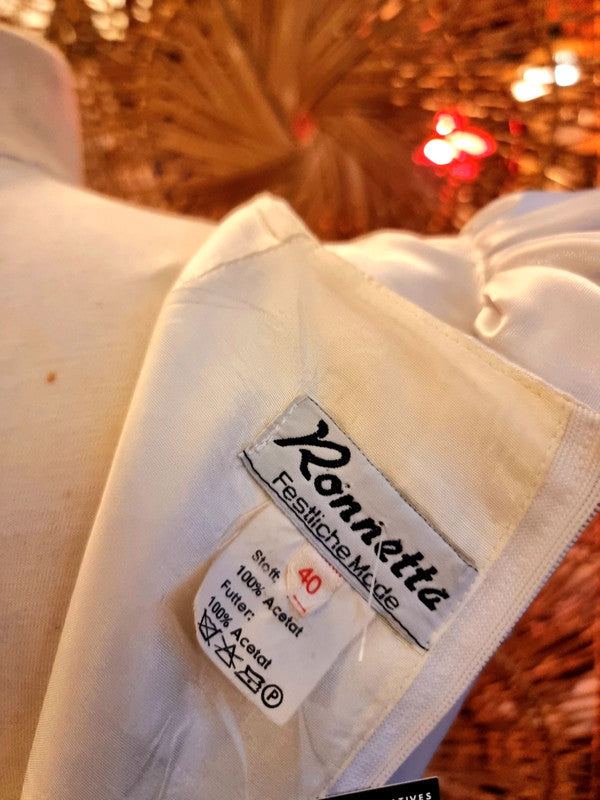 Ronnetta
Festliche Mode
40
Stoff:
100% Acetat
Futter:
100% Acetat
P